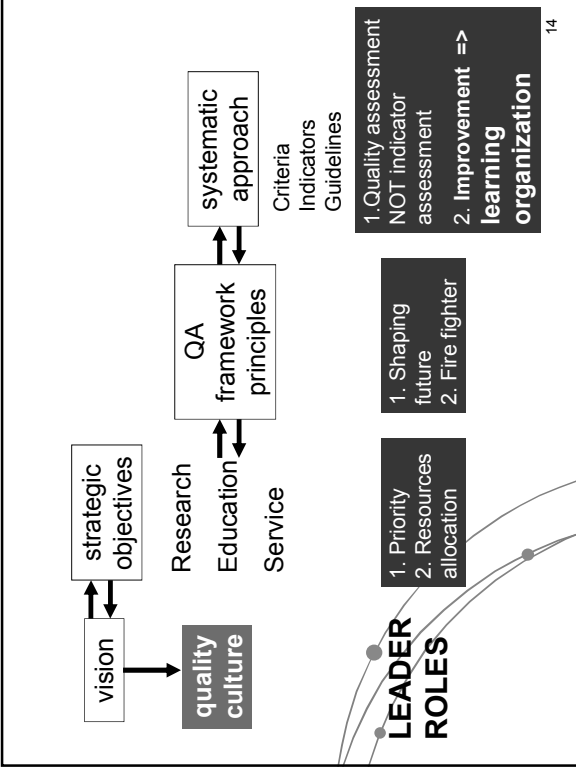 vision
strategic
objectives
quality
culture
Research
Education
Service
QA
framework
principles
systematic
approach
Criteria
Indicators
Guidelines
LEADER
ROLES
1. Priority
2. Resources
allocation
1. Shaping
future
2. Fire fighter
1.Quality assessment
NOT indicator
assessment
2. Improvement =>
learning
organization
14